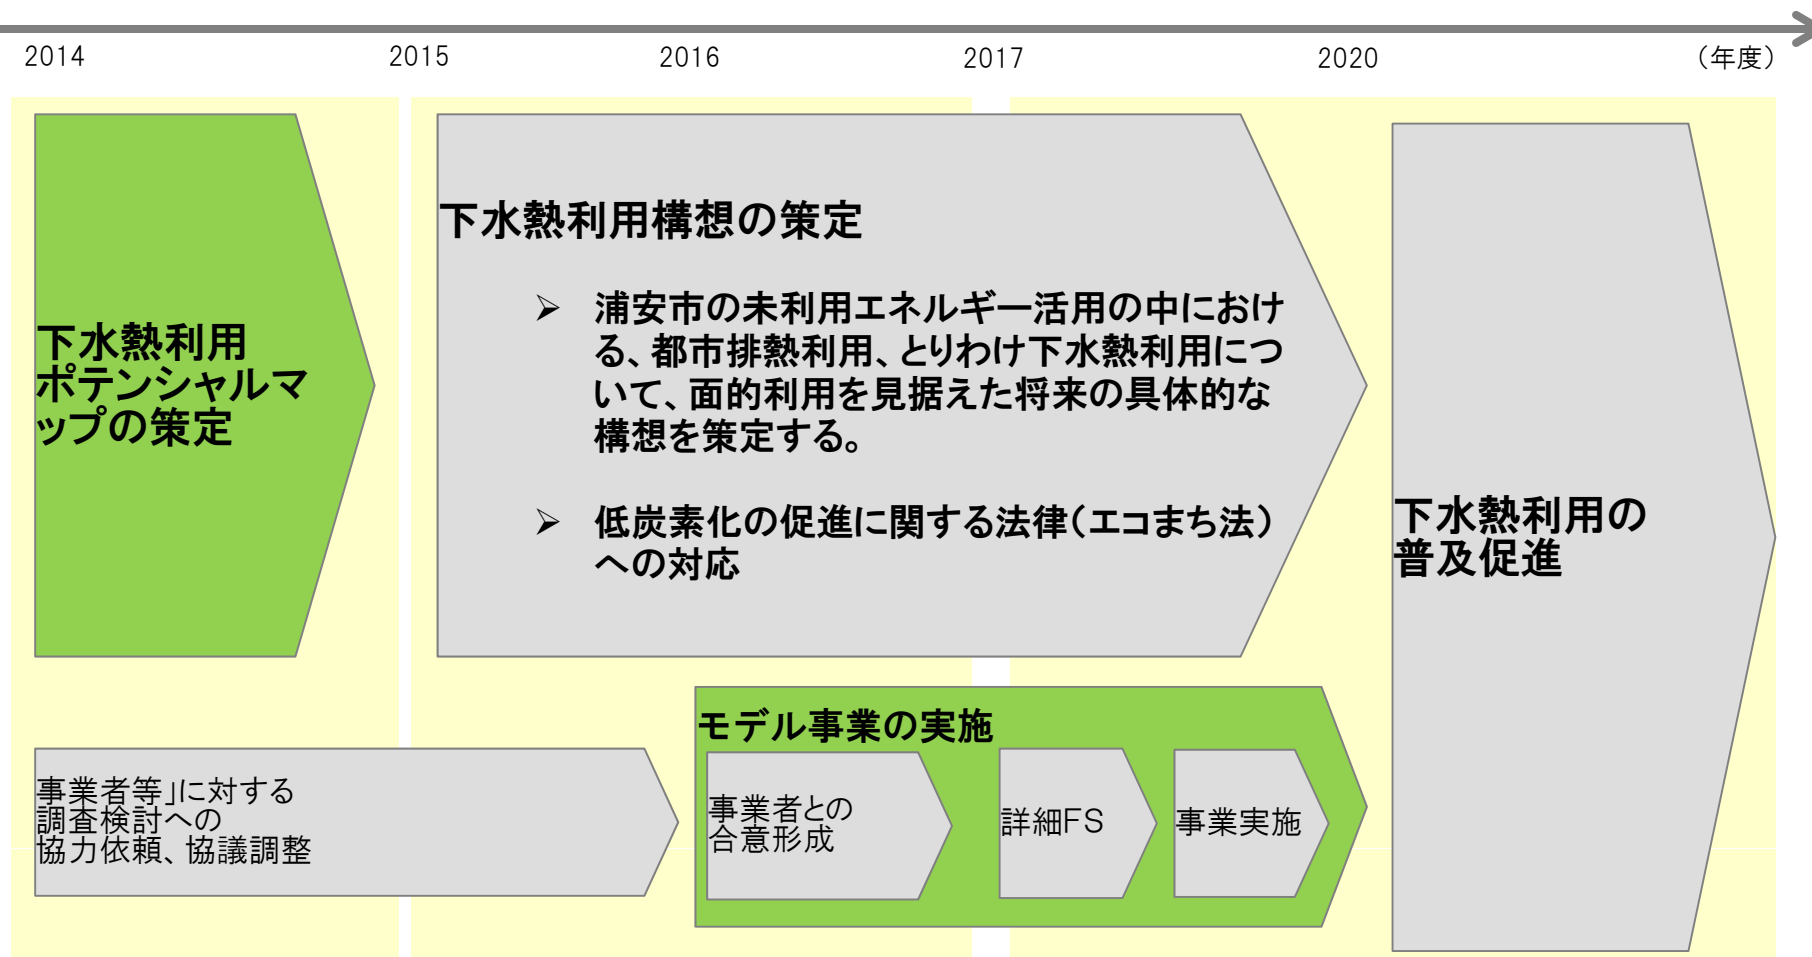 2014
2015
2016
2017
2020
（年度）
下水熱利用
ポテンシャルマ
ップの策定
下水熱利用構想の策定
➢ 浦安市の未利用エネルギー活用の中におけ
る、都市排熱利用、とりわけ下水熱利用につ
いて、面的利用を見据えた将来の具体的な
構想を策定する。
➢ 低炭素化の促進に関する法律（エコまち法）
への対応
下水熱利用の
普及促進
モデル事業の実施
事業者等」に対する
調査検討への
協力依頼、協議調整
事業者との
合意形成
詳細FS
事業実施